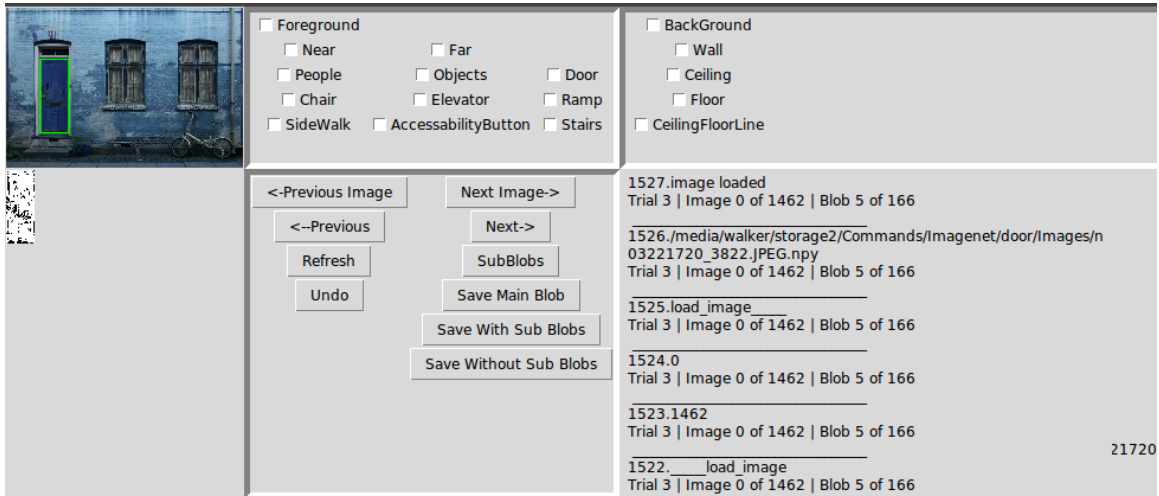 Foreground
Near Far
People Objects Door
Chair Elevator Ramp
SideWalk AccessabilityButton Stairs
BackGround
Wall
Ceiling
Floor
CeilingFloorLine
<-Previous Image Next Image->
<--Previous Next->
Refresh SubBlobs
Undo Save Main Blob
Save With Sub Blobs
Save Without Sub Blobs
1527.image loaded
Trial 3 | Image 0 of 1462 | Blob 5 of 166
1526./media/walker/storage2/Commands/Imagenet/door/Images/n
03221720_3822.JPEG.npy
Trial 3 | Image 0 of 1462 | Blob 5 of 166
1525.load_image_____
Trial 3 | Image 0 of 1462 | Blob 5 of 166
1524.0
Trial 3 | Image 0 of 1462 | Blob 5 of 166
1523.1462
Trial 3 | Image 0 of 1462 | Blob 5 of 166
21720
1522._____load_image
Trial 3 | Image 0 of 1462 | Blob 5 of 166